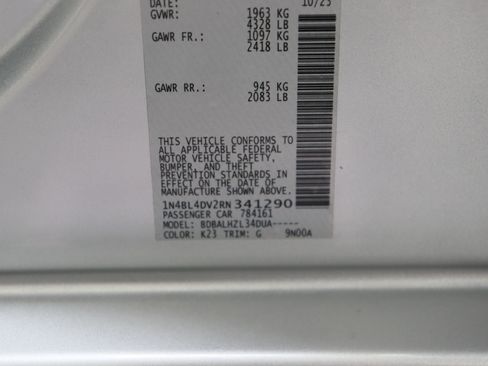 DATE: 10/23
GVWR: 1963 KG
4328 LB
GAWR FR.: 1097 KG
2418 LB
GAWR RR.: 945 KG
2083 LB
THIS VEHICLE CONFORMS TO
ALL APPLICABLE FEDERAL
MOTOR VEHICLE SAFETY,
BUMPER, AND THEFT
PREVENTION STANDARDS
IN EFFECT ON THE DATE OF
MANUFACTURE SHOWN ABOVE.
1N4BL4DV2RN341290
PASSENGER CAR 784161
MODEL: BDBALHZL34DUA-----
COLOR: K23 TRIM: G 9N00A